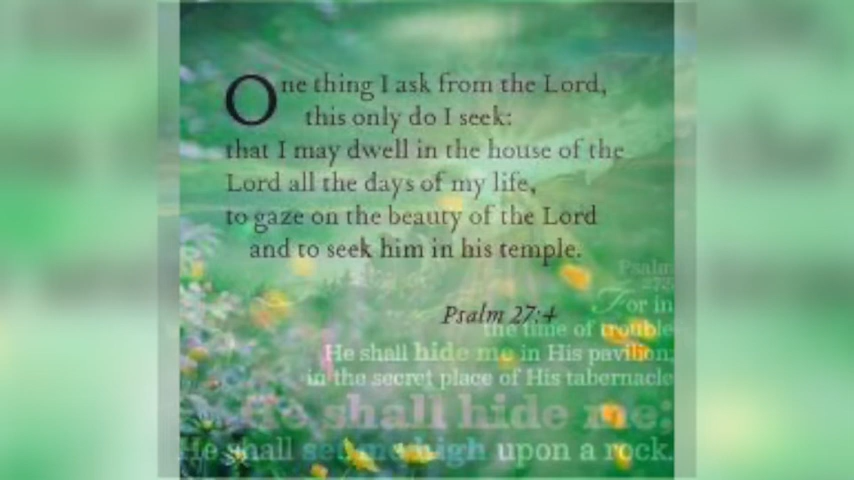 One thing I ask from the Lord,
this only do I seek:
that I may dwell in the house of the
Lord all the days of my life,
to gaze on the beauty of the Lord
and to seek him in his temple.
Psalm 27:4
Psalm
27:5
For in
the time of trouble
He shall hide me in His pavilion;
in the secret place of His tabernacle
He shall hide me;
He shall set me high upon a rock.